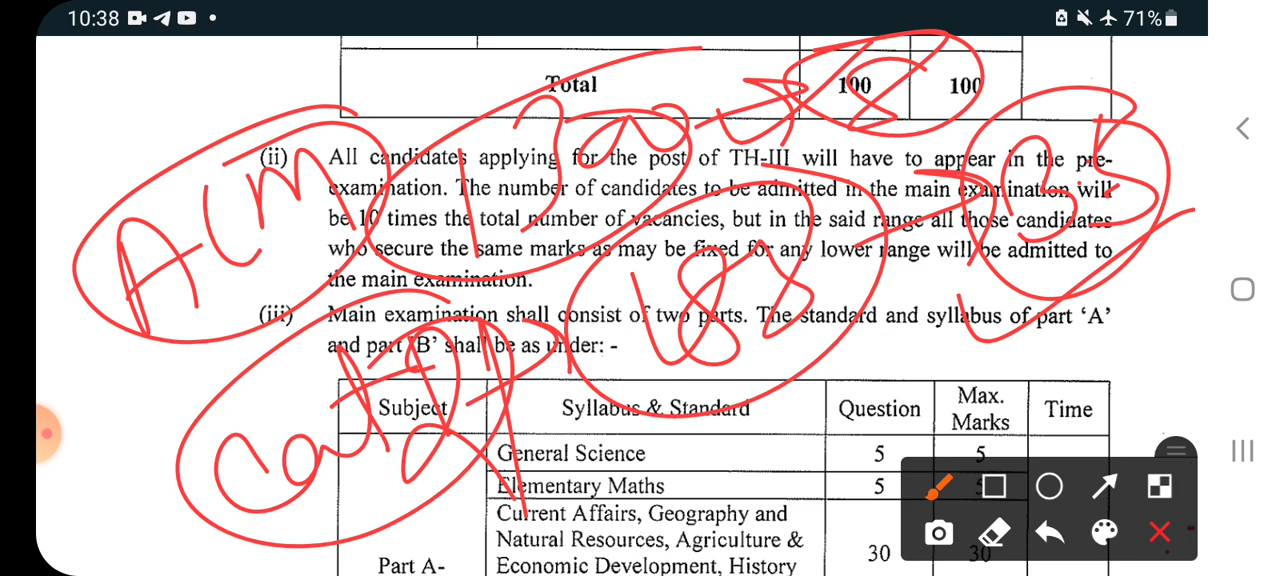 10:38 71%
Total 100 100
(ii) All candidates applying for the post of TH-III will have to appear in the pre-
examination. The number of candidates to be admitted in the main examination will
be 10 times the total number of vacancies, but in the said range all those candidates
who secure the same marks as may be fixed for any lower range will be admitted to
the main examination.
(iii) Main examination shall consist of two parts. The standard and syllabus of part ‘A’
and part ‘B’ shall be as under: -
Subject Syllabus & Standard Question Max. Marks Time
General Science 5 5
Elementary Maths 5 5
Current Affairs, Geography and
Natural Resources, Agriculture &
Part A- Economic Development, History 30 30